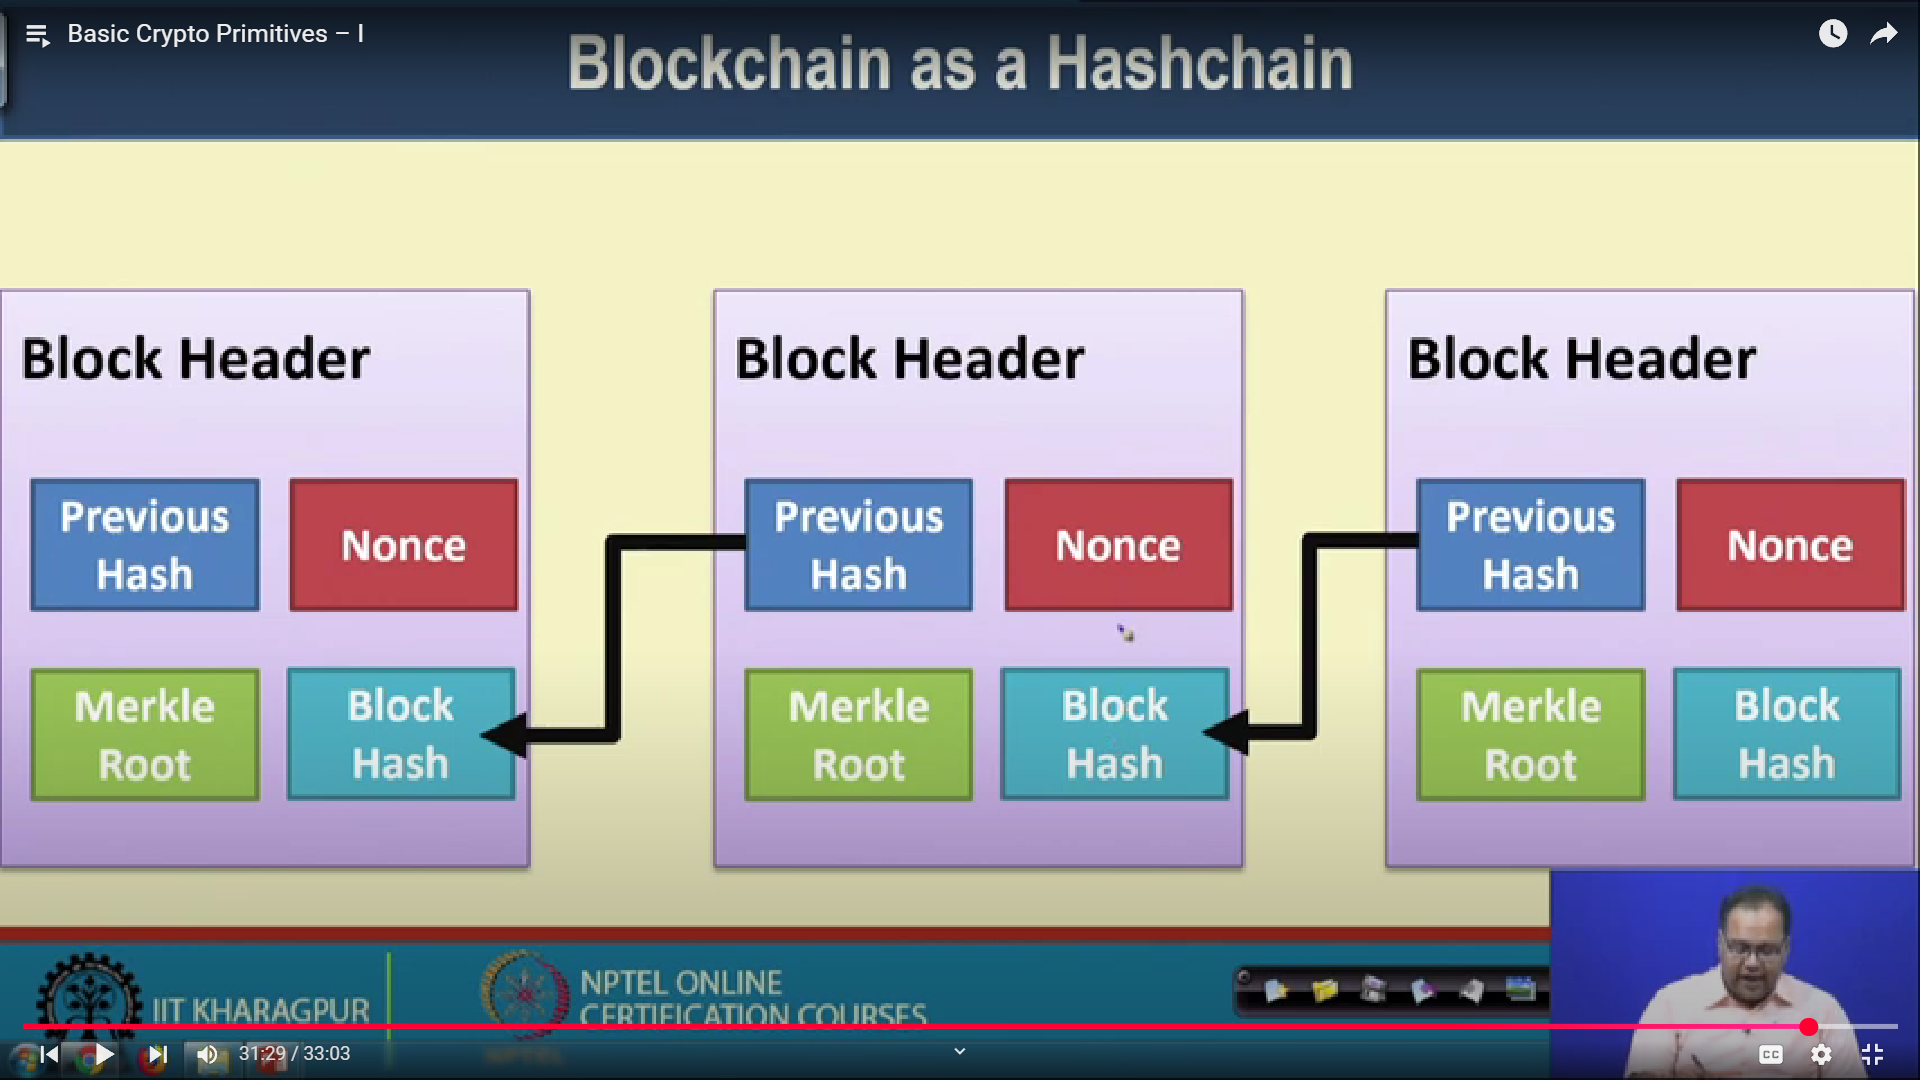 Basic Crypto Primitives – I
Blockchain as a Hashchain
Block Header
Previous
Hash
Nonce
Merkle
Root
Block
Hash
Block Header
Previous
Hash
Nonce
Merkle
Root
Block
Hash
Block Header
Previous
Hash
Nonce
Merkle
Root
Block
Hash
IIT KHARAGPUR
NPTEL ONLINE
CERTIFICATION COURSES
NPTEL
31:29 / 33:03
CC